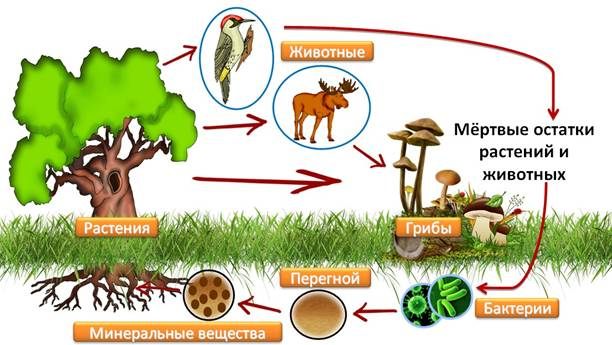 Животные
Мёртвые остатки
растений и
животных
Растения
Грибы
Перегной
Бактерии
Минеральные вещества